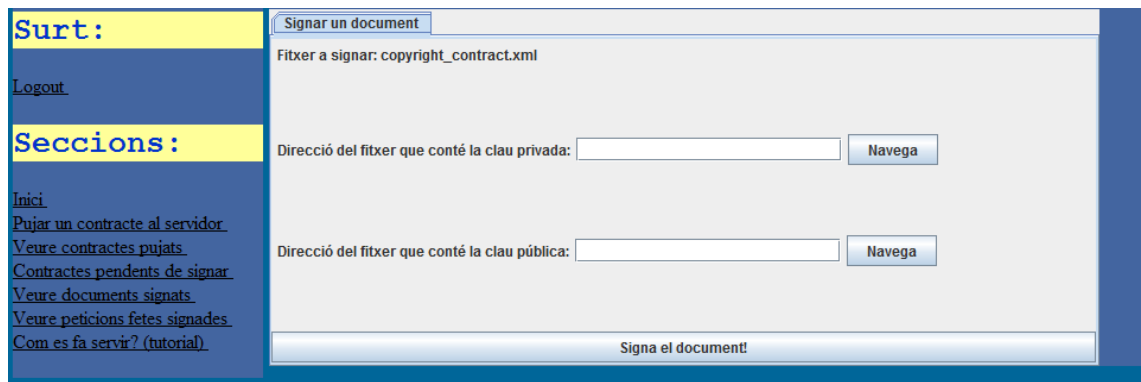 Surt:
Logout
Seccions:
Inici
Pujar un contracte al servidor
Veure contractes pujats
Contractes pendents de signar
Veure documents signats
Veure peticions fetes signades
Com es fa servir? (tutorial)
Signar un document
Fitxer a signar: copyright_contract.xml
Direcció del fitxer que conté la clau privada: Navega
Direcció del fitxer que conté la clau pública: Navega
Signa el document!